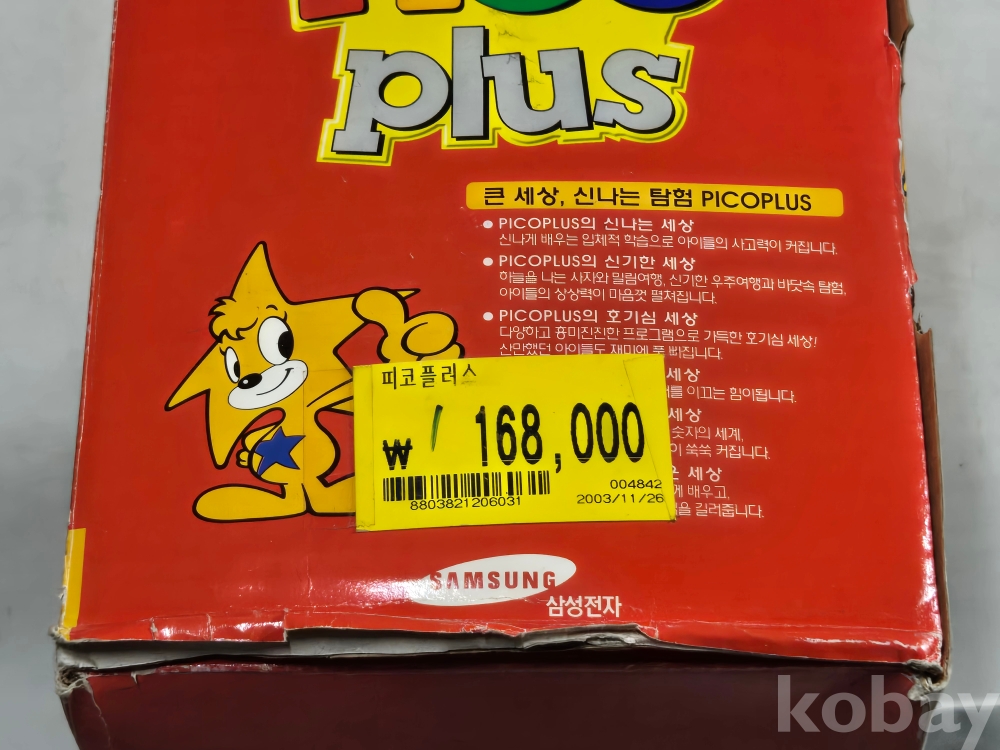 plus
큰 세상, 신나는 탐험 PICOPLUS
● PICOPLUS의 신나는 세상
신나게 배우는 입체적 학습으로 아이들의 사고력이 커집니다.
● PICOPLUS의 신기한 세상
하늘을 나는 사자와 밀림여행, 신기한 우주여행과 바닷속 탐험,
아이들의 상상력이 마음껏 펼쳐집니다.
● PICOPLUS의 호기심 세상
다양하고 흥미진진한 프로그램으로 가득한 호기심 세상!
산만했던 아이들도 재미에 푹 빠집니다.
세상
이끄는 힘이됩니다.
세상
숫자의 세계,
쑥쑥 커집니다.
세상
배우고,
길러줍니다.
피코플러스
₩ 168,000
8803821206031
004842
2003/11/26
SAMSUNG
삼성전자
kobay